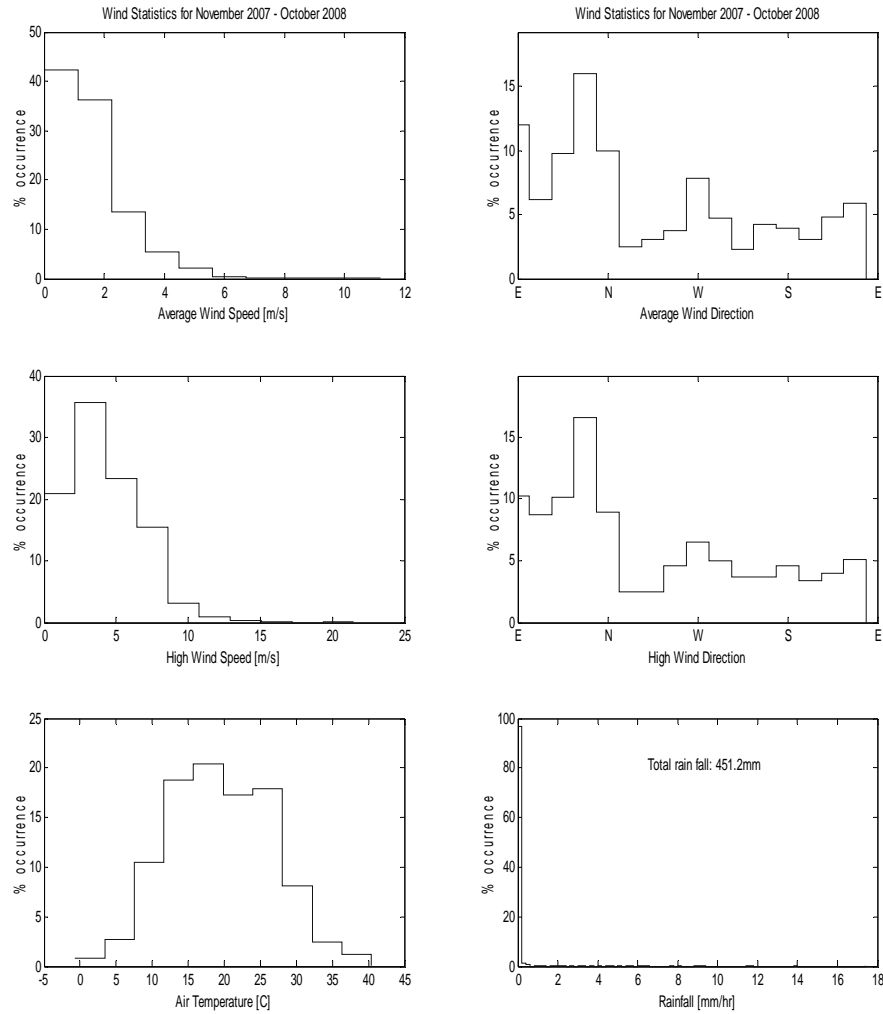 Wind Statistics for November 2007 - October 2008
50
40
30
20
10
0
% occurrence
0 2 4 6 8 10 12
Average Wind Speed [m/s]
Wind Statistics for November 2007 - October 2008
15
10
5
0
% occurrence
E N W S E
Average Wind Direction
40
30
20
10
0
% occurrence
0 5 10 15 20 25
High Wind Speed [m/s]
15
10
5
0
% occurrence
E N W S E
High Wind Direction
25
20
15
10
5
0
% occurrence
-5 0 5 10 15 20 25 30 35 40 45
Air Temperature [C]
100
80
60
40
20
0
% occurrence
Total rain fall: 451.2mm
0 2 4 6 8 10 12 14 16 18
Rainfall [mm/hr]